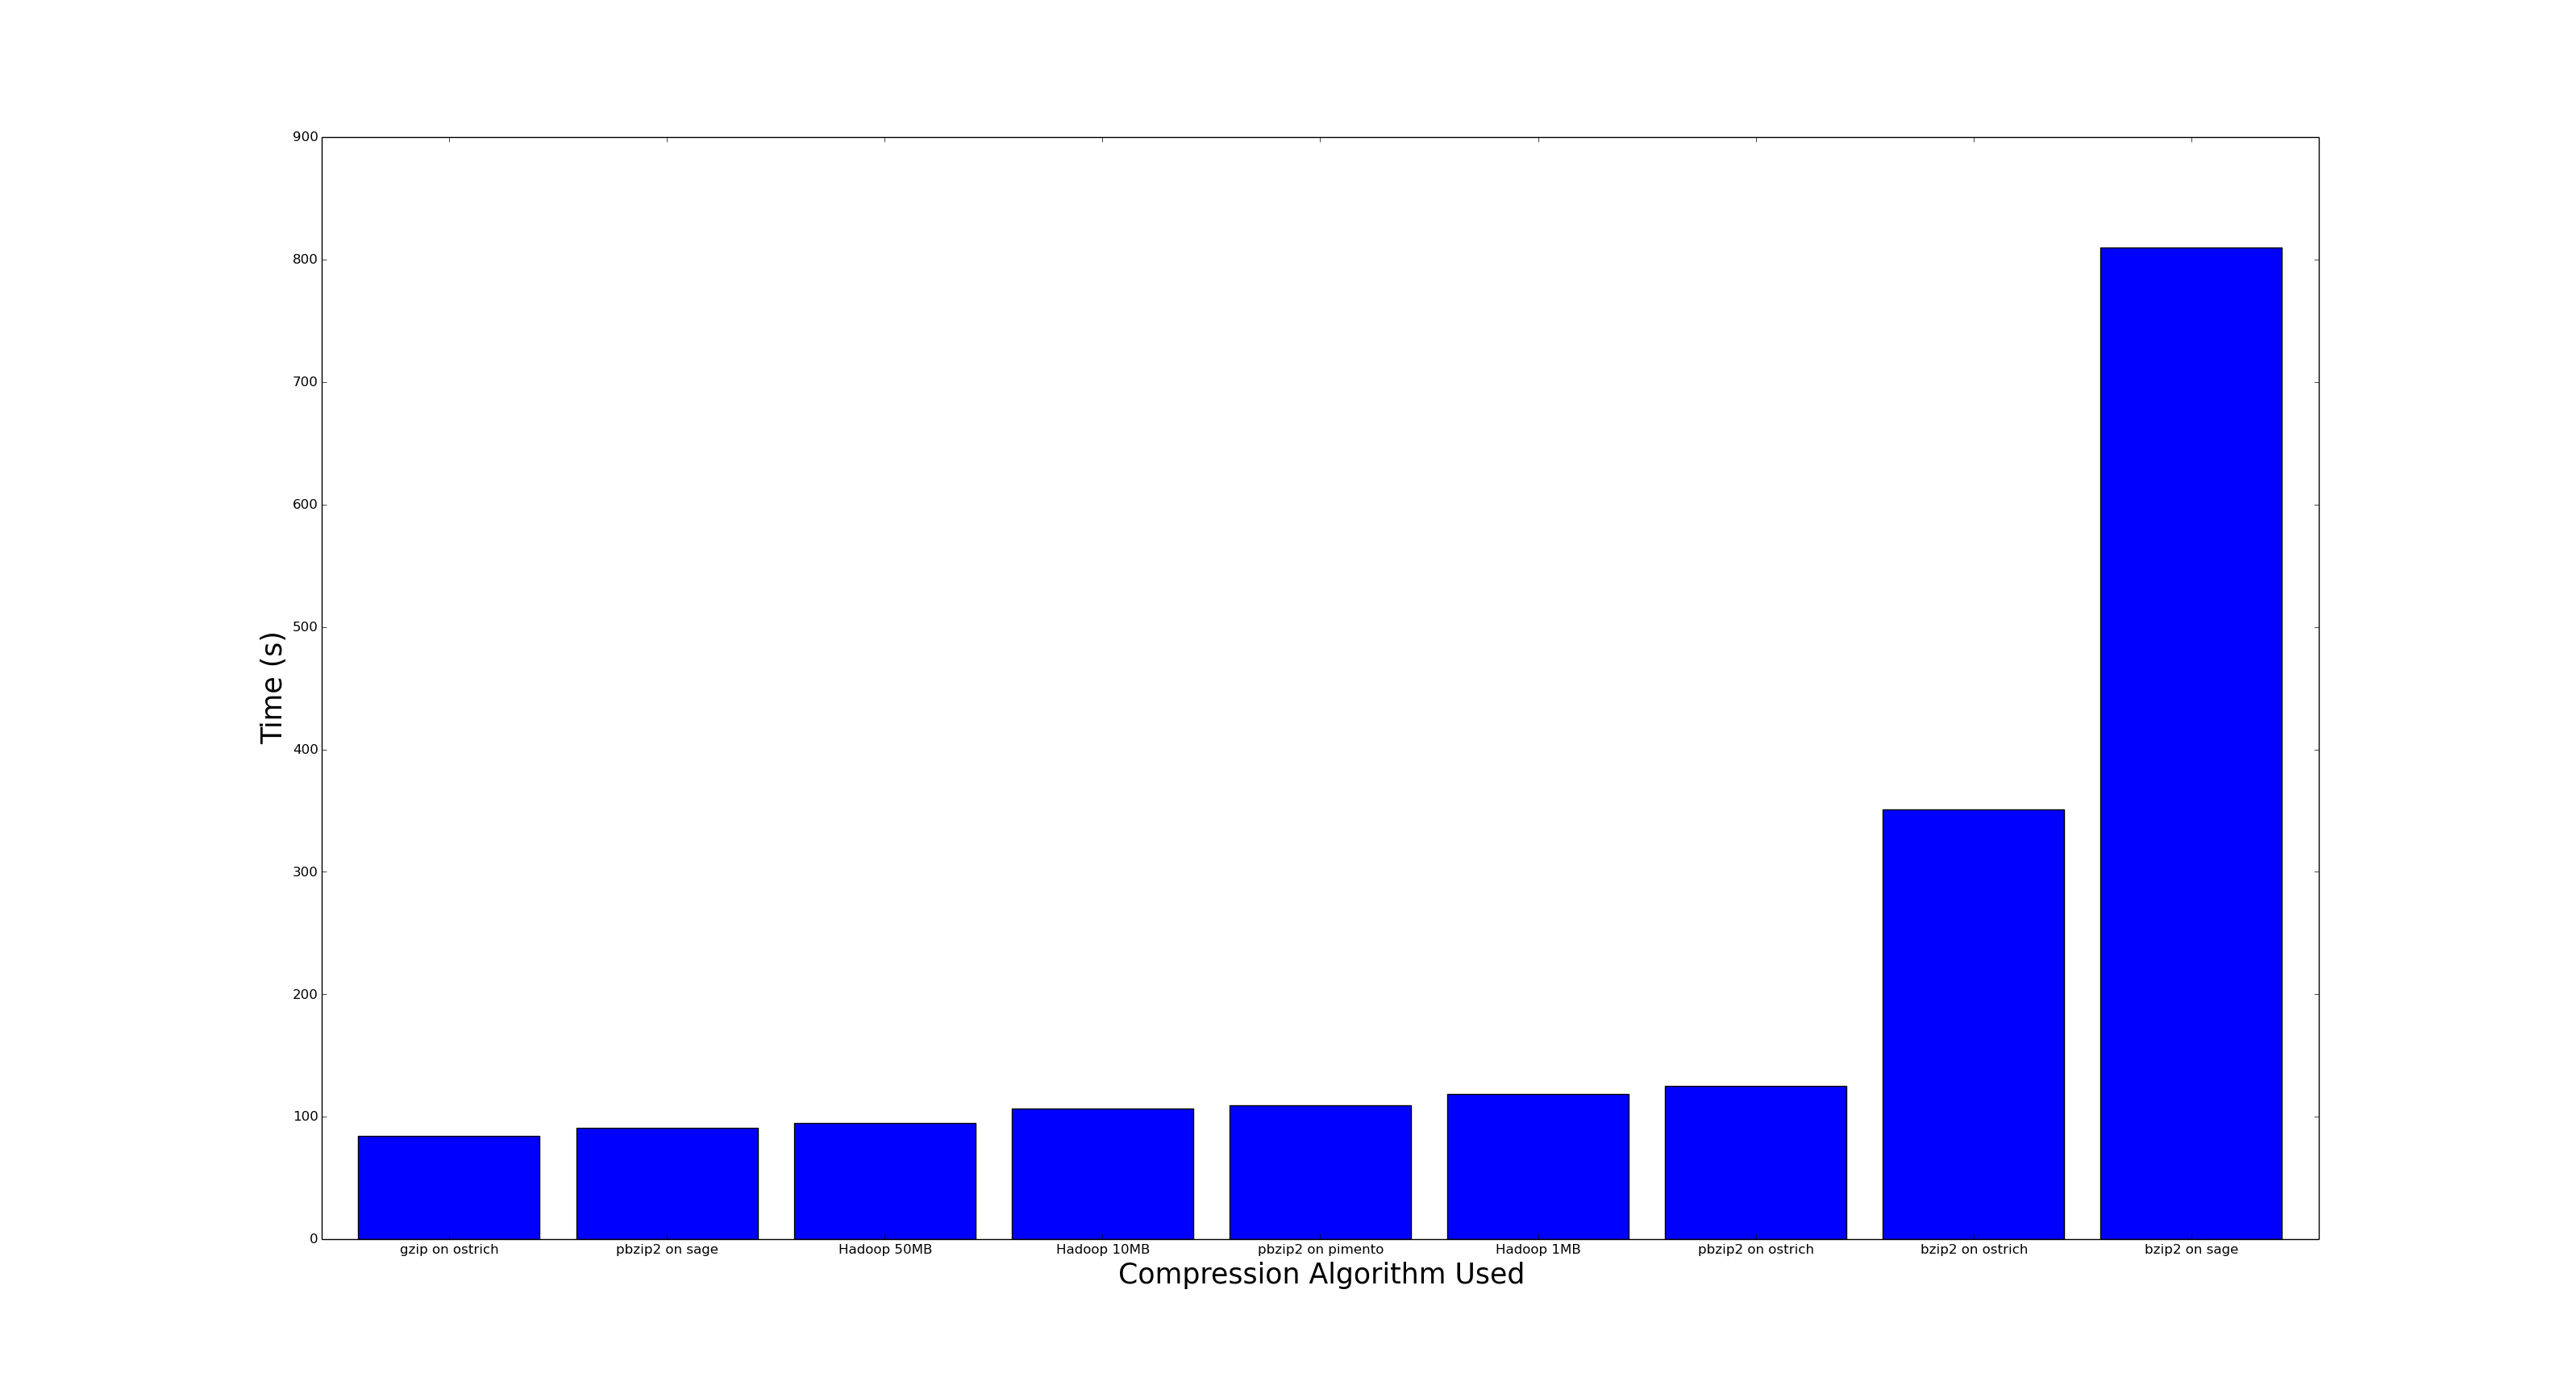 900
800
700
600
500
400
300
200
100
0
Time (s)
gzip on ostrich
pbzip2 on sage
Hadoop 50MB
Hadoop 10MB
pbzip2 on pimento
Hadoop 1MB
pbzip2 on ostrich
bzip2 on ostrich
bzip2 on sage
Compression Algorithm Used